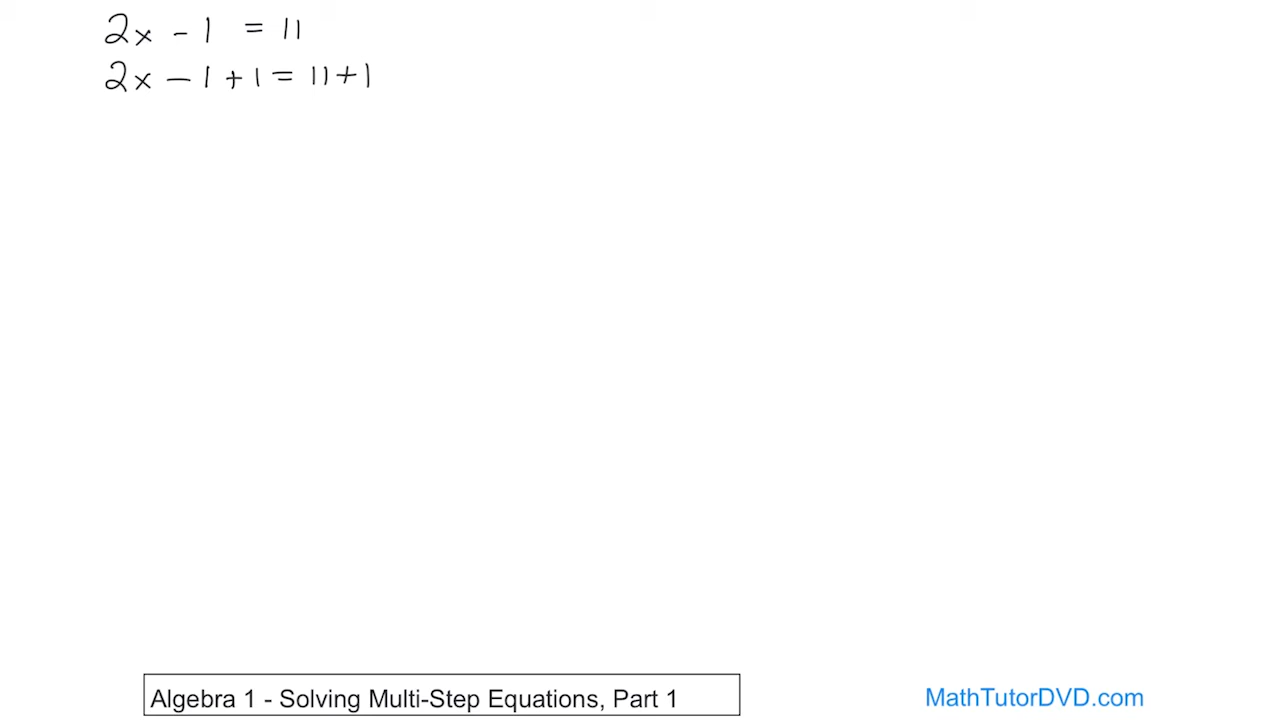 2x - 1 = 11
2x - 1 + 1 = 11 + 1
Algebra 1 - Solving Multi-Step Equations, Part 1
MathTutorDVD.com